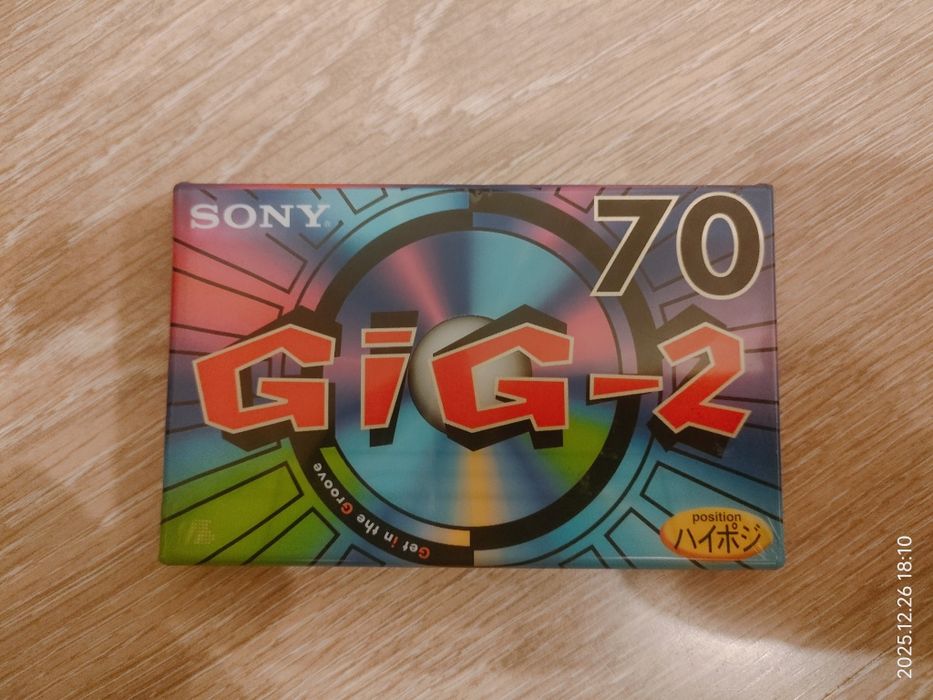 SONY
70
GiG-2
Get in the Groove
position
ハイポジ
2025.12.26 18:10